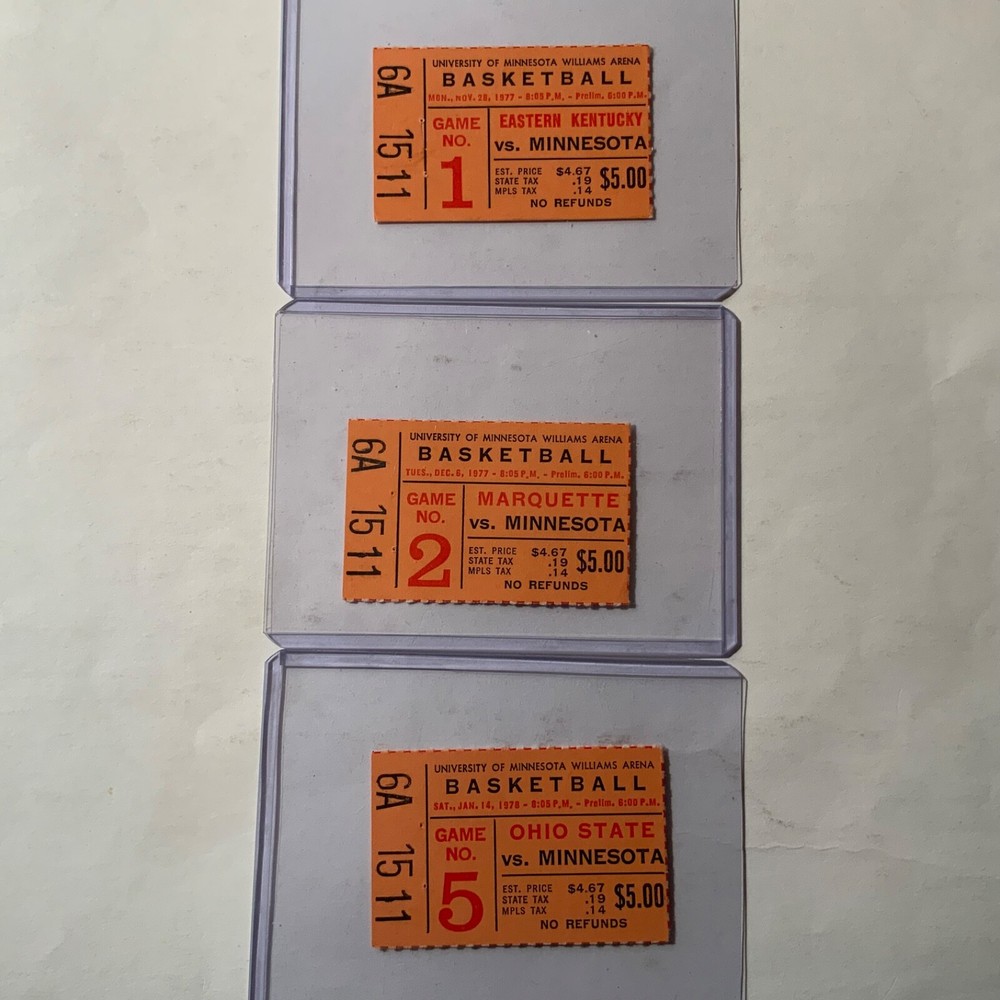 6A 15 11
UNIVERSITY OF MINNESOTA WILLIAMS ARENA
BASKETBALL
MON., NOV. 28, 1977 - 8:05 P.M. - Prelim. 6:00 P.M.
GAME NO. 1
EASTERN KENTUCKY
vs. MINNESOTA
EST. PRICE $4.67
STATE TAX .19
MPLS TAX .14
$5.00
NO REFUNDS
6A 15 11
UNIVERSITY OF MINNESOTA WILLIAMS ARENA
BASKETBALL
TUES., DEC. 6, 1977 - 8:05 P.M. - Prelim. 6:00 P.M.
GAME NO. 2
MARQUETTE
vs. MINNESOTA
EST. PRICE $4.67
STATE TAX .19
MPLS TAX .14
$5.00
NO REFUNDS
6A 15 11
UNIVERSITY OF MINNESOTA WILLIAMS ARENA
BASKETBALL
SAT., JAN. 14, 1978 - 8:05 P.M. - Prelim. 6:00 P.M.
GAME NO. 5
OHIO STATE
vs. MINNESOTA
EST. PRICE $4.67
STATE TAX .19
MPLS TAX .14
$5.00
NO REFUNDS